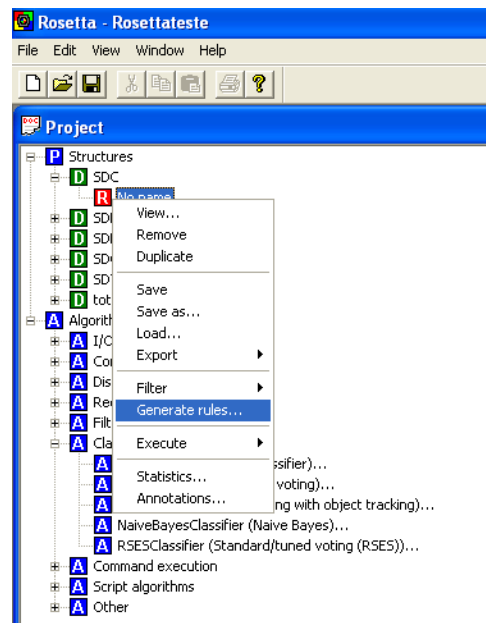 Rosetta - Rosettateste
File Edit View Window Help
Project
P Structures
D SDC
R No name
D
D
D
D
D tot
A
A
A
A
A
A
A
A
A
A ng with object tracking)...
A NaiveBayesClassifier (Naive Bayes)...
A RSESClassifier (Standard/tuned voting (RSES))...
A Command execution
A Script algorithms
A Other
View...
Remove
Duplicate
Save
Save as...
Load...
Export
Filter
Generate rules...
Execute
Statistics...
Annotations...